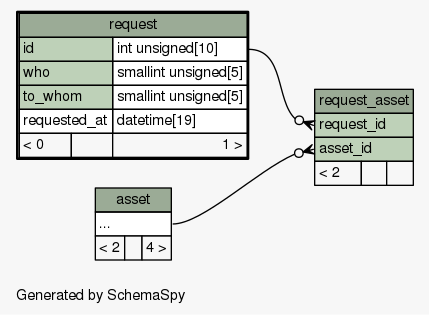 request
id int unsigned[10]
who smallint unsigned[5]
to_whom smallint unsigned[5]
requested_at datetime[19]
< 0 1 >
request_asset
request_id
asset_id
< 2
asset
...
< 2 4 >
Generated by SchemaSpy